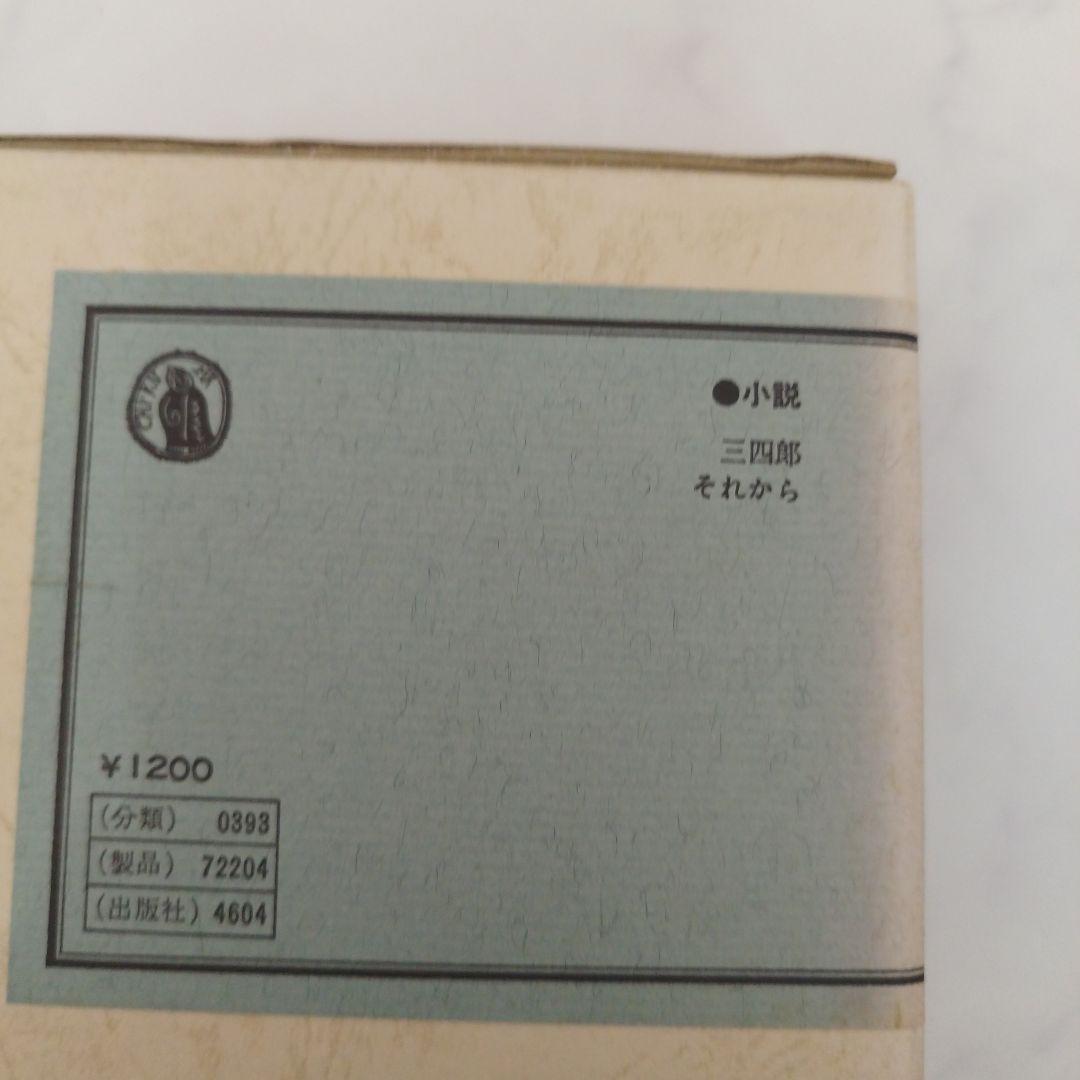 ●小説
三四郎
それから
¥1200
(分類) 0393
(製品) 72204
(出版社) 4604